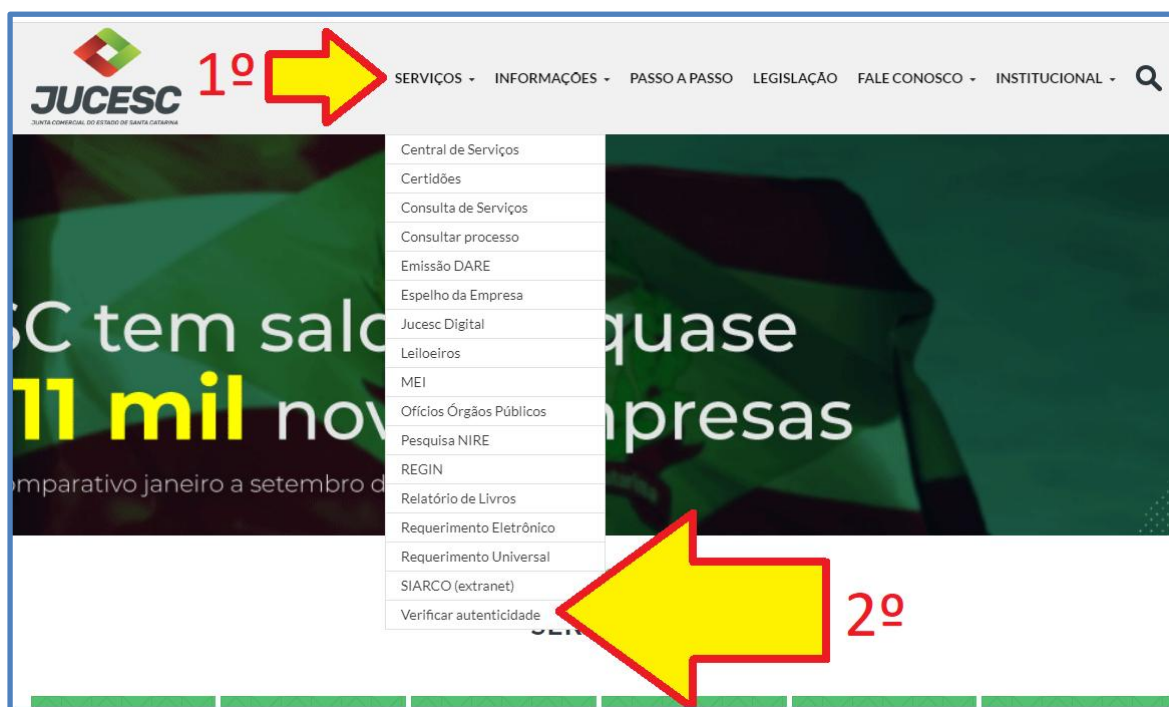 JUCESC
JUNTA COMERCIAL DO ESTADO DE SANTA CATARINA
1º
SERVIÇOS INFORMAÇÕES PASSO A PASSO LEGISLAÇÃO FALE CONOSCO INSTITUCIONAL
Central de Serviços
Certidões
Consulta de Serviços
Consultar processo
Emissão DARE
Espelho da Empresa
Jucesc Digital
Leiloeiros
MEI
Ofícios Órgãos Públicos
Pesquisa NIRE
REGIN
Relatório de Livros
Requerimento Eletrônico
Requerimento Universal
SIARCO (extranet)
Verificar autenticidade
SC tem quase
11 mil
mparativo janeiro a setembro
2º